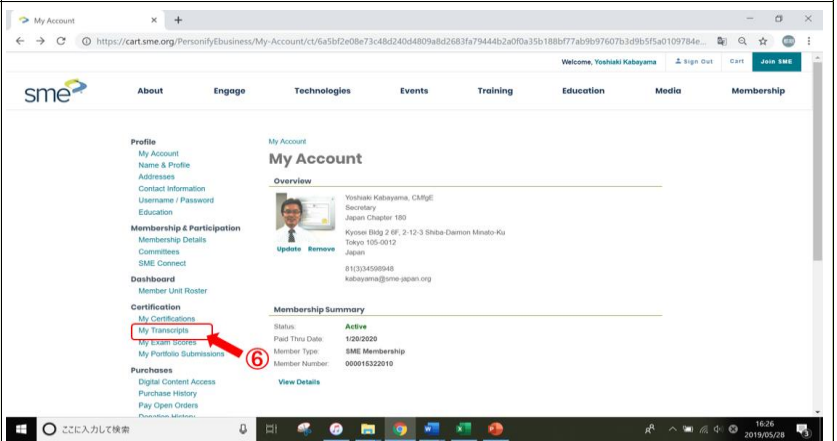 My Account
https://cart.sme.org/PersonifyEbusiness/My-Account/ct/6a5bf2e08e73c48d240d4809a8d2683fa79444b2a0f0a35b188bf77ab9b97607b3d9b5f5a0109784e...
Welcome, Yoshiaki Kabayama Sign Out Cart Join SME
sme About Engage Technologies Events Training Education Media Membership
Profile
My Account
Name & Profile
Addresses
Contact Information
Username / Password
Education
Membership & Participation
Membership Details
Committees
SME Connect
Dashboard
Member Unit Roster
Certification
My Certifications
My Transcripts
My Exam Scores
My Portfolio Submissions
⑥
Purchases
Digital Content Access
Purchase History
Pay Open Orders
Donation History
My Account
My Account
Overview
Update Remove
Yoshiaki Kabayama, CMfgE
Secretary
Japan Chapter 180
Kyosei Bldg 2 6F, 2-12-3 Shiba-Daimon Minato-Ku
Tokyo 105-0012
Japan
81(3)34598948
kabayama@sme-japan.org
Membership Summary
Status: Active
Paid Thru Date: 1/20/2020
Member Type: SME Membership
Member Number: 000015322010
View Details
ここに入力して検索
16:26
2019/05/28